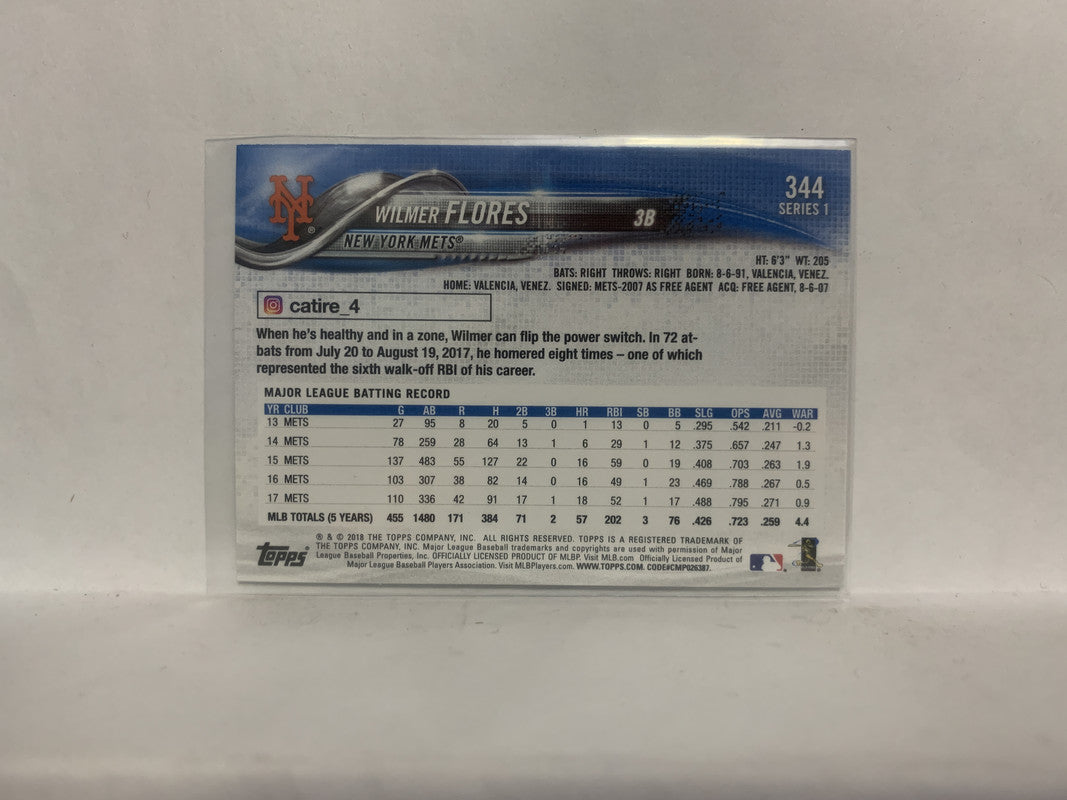 NY ®
WILMER FLORES 3B
NEW YORK METS®
344
SERIES 1
HT: 6'3" WT: 205
BATS: RIGHT THROWS: RIGHT BORN: 8-6-91, VALENCIA, VENEZ.
HOME: VALENCIA, VENEZ. SIGNED: METS-2007 AS FREE AGENT ACQ: FREE AGENT, 8-6-07
catire_4
When he's healthy and in a zone, Wilmer can flip the power switch. In 72 at-
bats from July 20 to August 19, 2017, he homered eight times – one of which
represented the sixth walk-off RBI of his career.
MAJOR LEAGUE BATTING RECORD
YR CLUB G AB R H 2B 3B HR RBI SB BB SLG OPS AVG WAR
13 METS 27 95 8 20 5 0 1 13 0 5 .295 .542 .211 -0.2
14 METS 78 259 28 64 13 1 6 29 1 12 .375 .657 .247 1.3
15 METS 137 483 55 127 22 0 16 59 0 19 .408 .703 .263 1.9
16 METS 103 307 38 82 14 0 16 49 1 23 .469 .788 .267 0.5
17 METS 110 336 42 91 17 1 18 52 1 17 .488 .795 .271 0.9
MLB TOTALS (5 YEARS) 455 1480 171 384 71 2 57 202 3 76 .426 .723 .259 4.4
® & © 2018 THE TOPPS COMPANY, INC. ALL RIGHTS RESERVED. TOPPS IS A REGISTERED TRADEMARK OF
THE TOPPS COMPANY, INC. Major League Baseball trademarks and copyrights are used with permission of Major
League Baseball Properties, Inc. OFFICIALLY LICENSED PRODUCT OF MLBP. Visit MLB.com Officially Licensed Product of
Major League Baseball Players Association. Visit MLBPlayers.com. WWW.TOPPS.COM. CODE#CMP026387.
topps